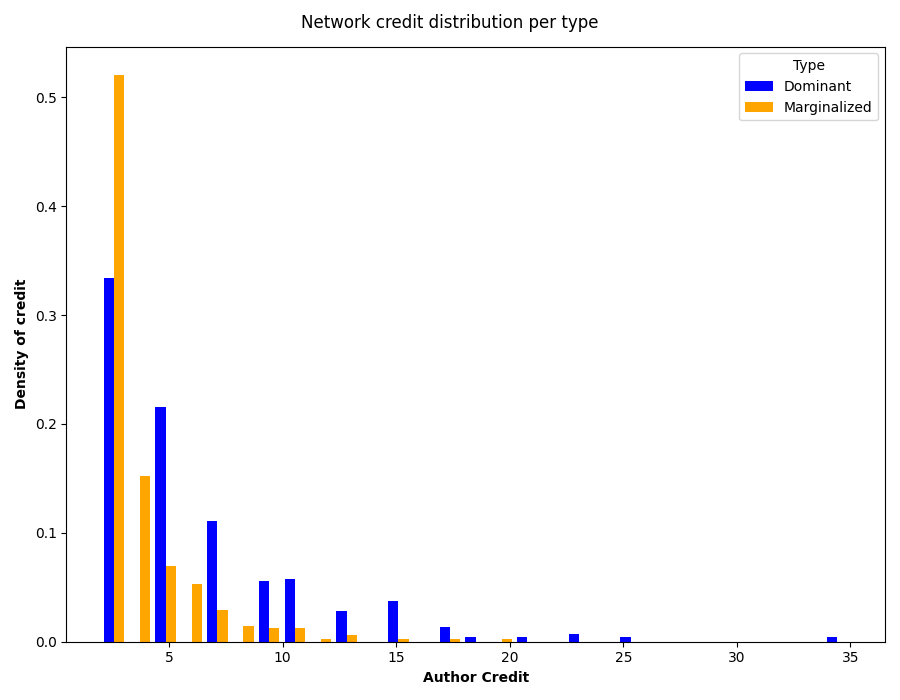 Network credit distribution per type
Type
Dominant
Marginalized
Density of credit
0.5
0.4
0.3
0.2
0.1
0.0
5 10 15 20 25 30 35
Author Credit